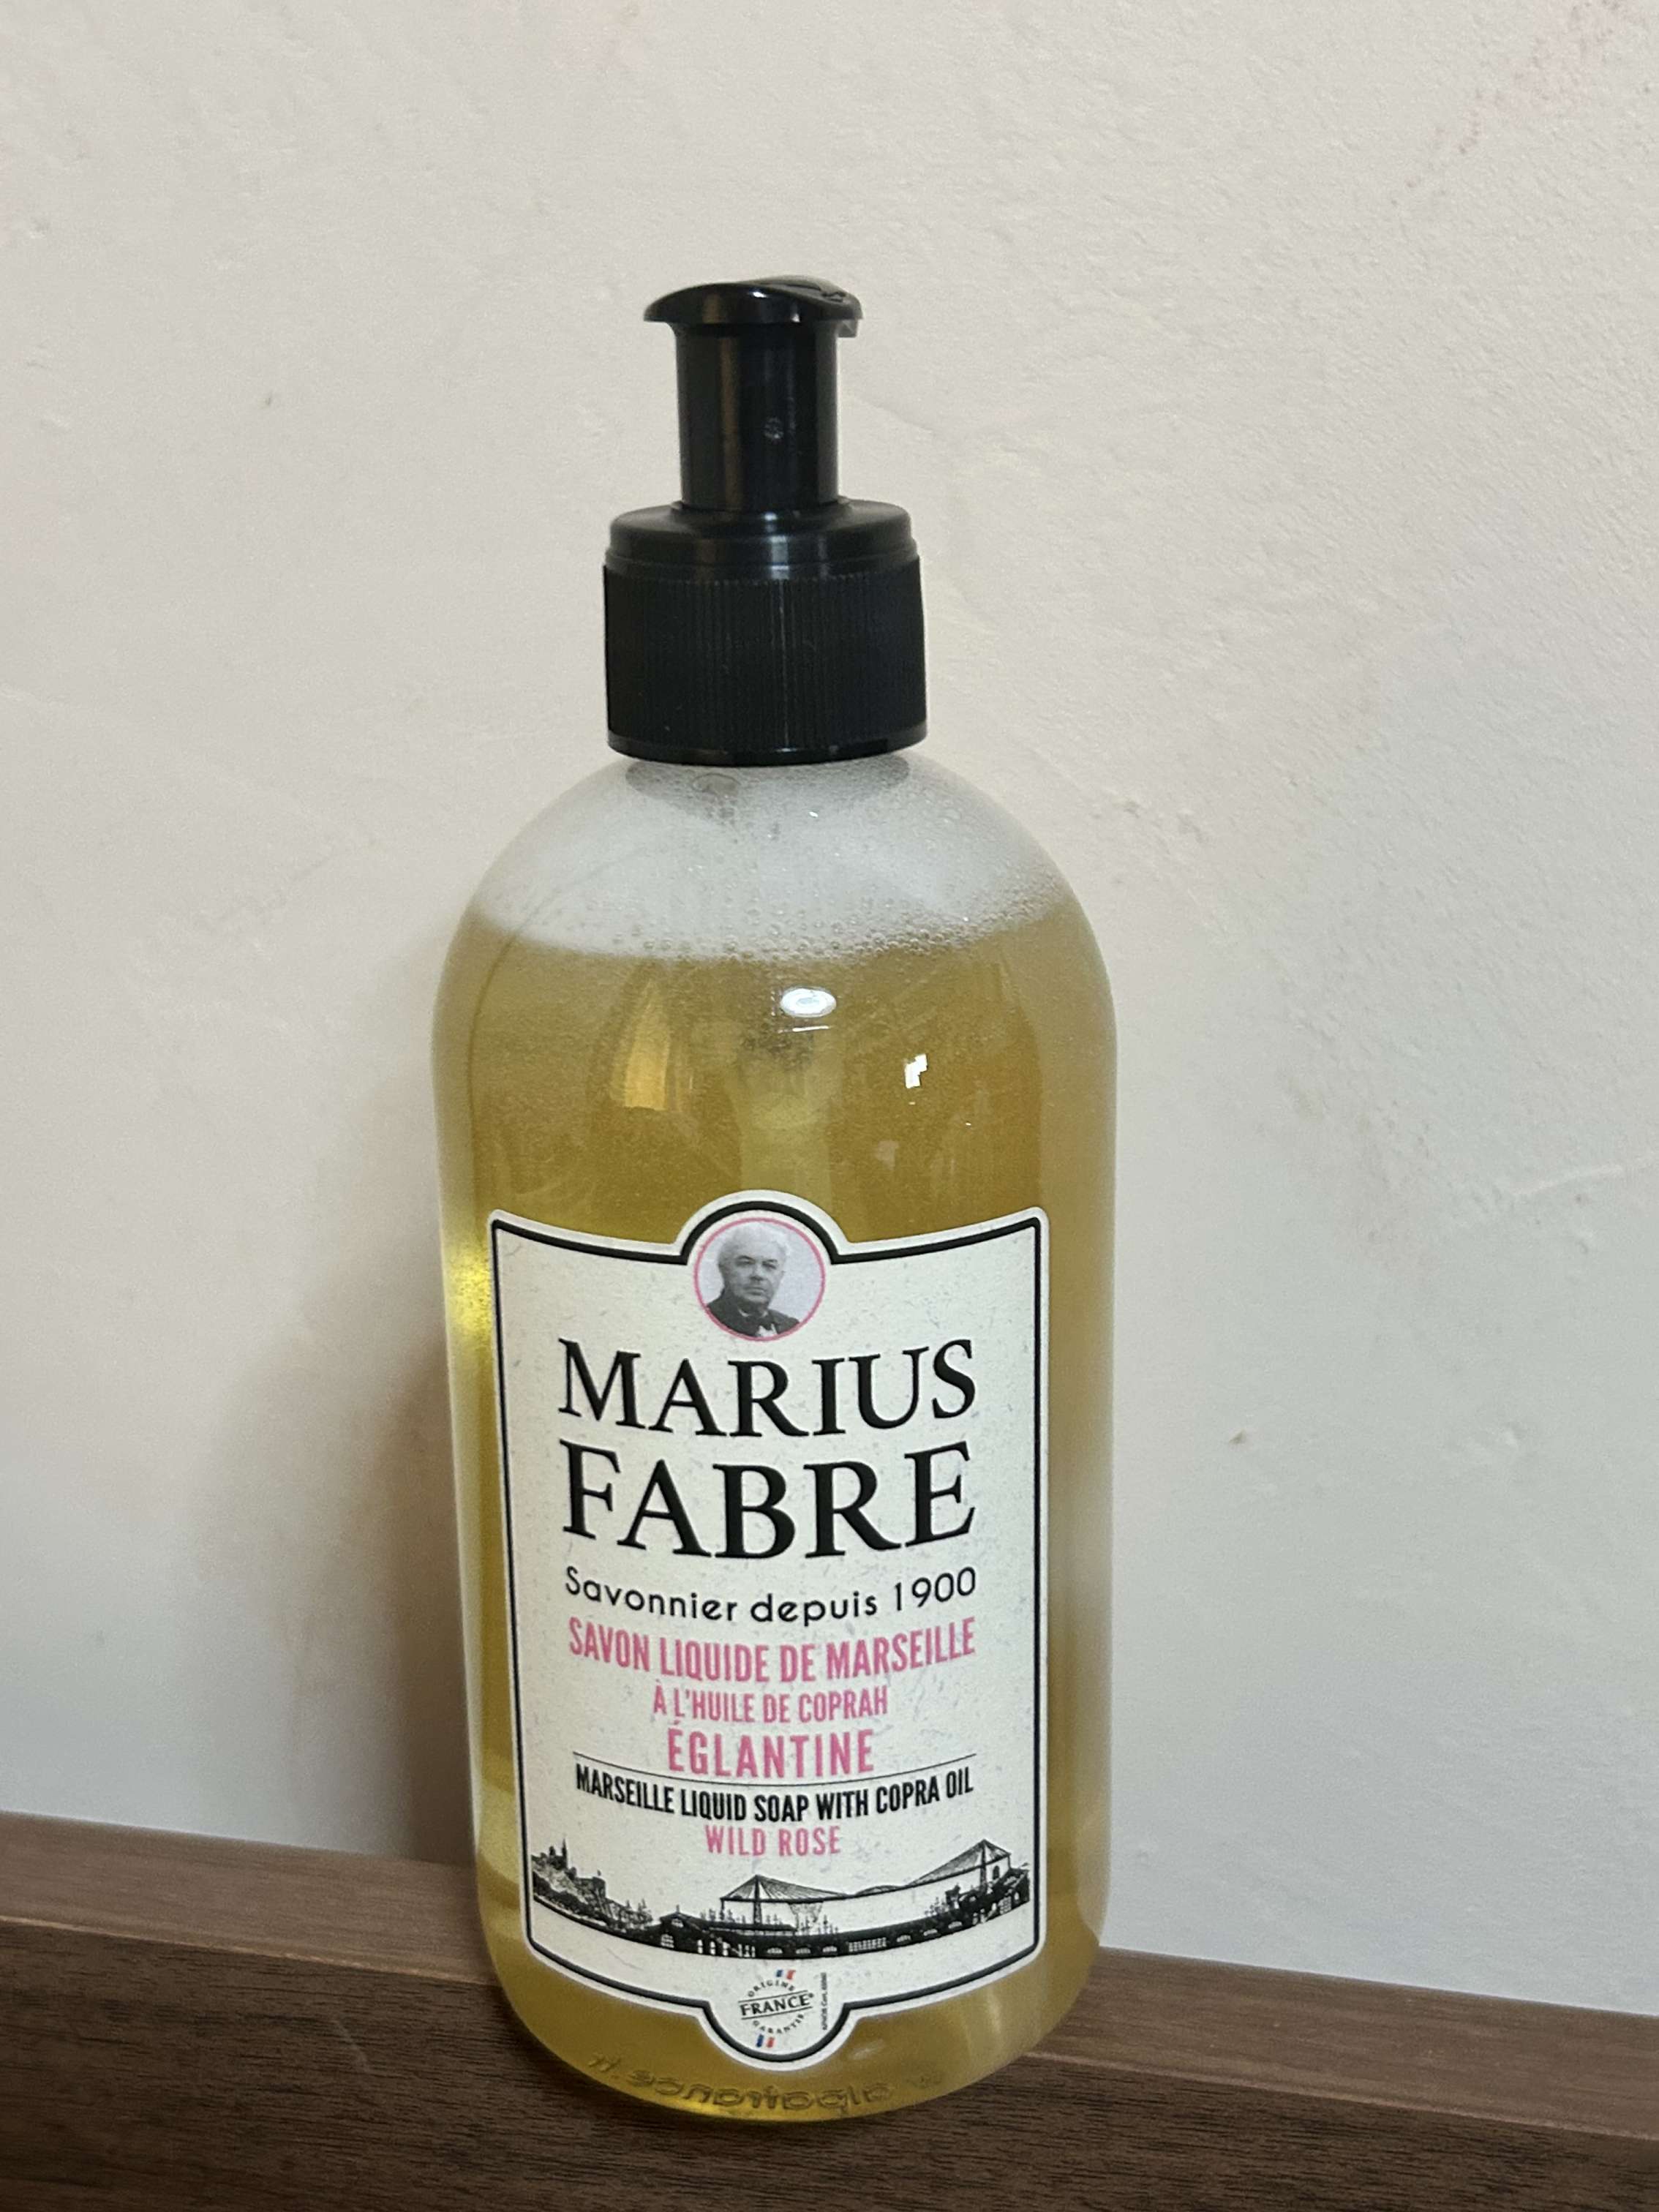 MARIUS
FABRE
Savonnier depuis 1900
SAVON LIQUIDE DE MARSEILLE
À L'HUILE DE COPRAH
ÉGLANTINE
MARSEILLE LIQUID SOAP WITH COPRA OIL
WILD ROSE
ORIGINE
FRANCE
GARANTIE